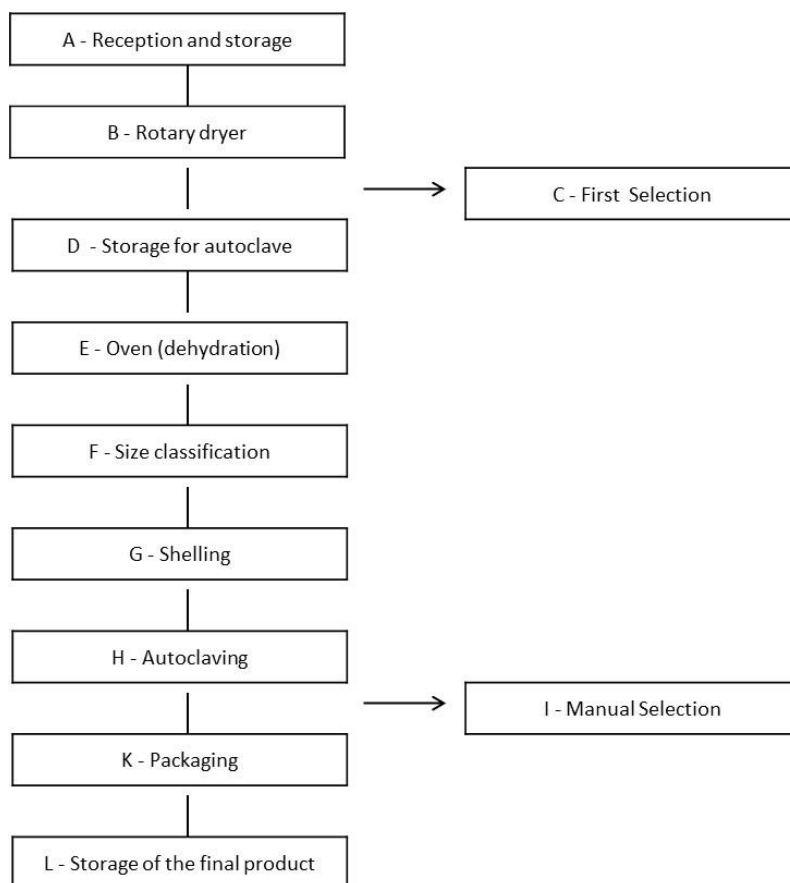 A - Reception and storage
B - Rotary dryer
C - First Selection
D - Storage for autoclave
E - Oven (dehydration)
F - Size classification
G - Shelling
H - Autoclaving
I - Manual Selection
K - Packaging
L - Storage of the final product